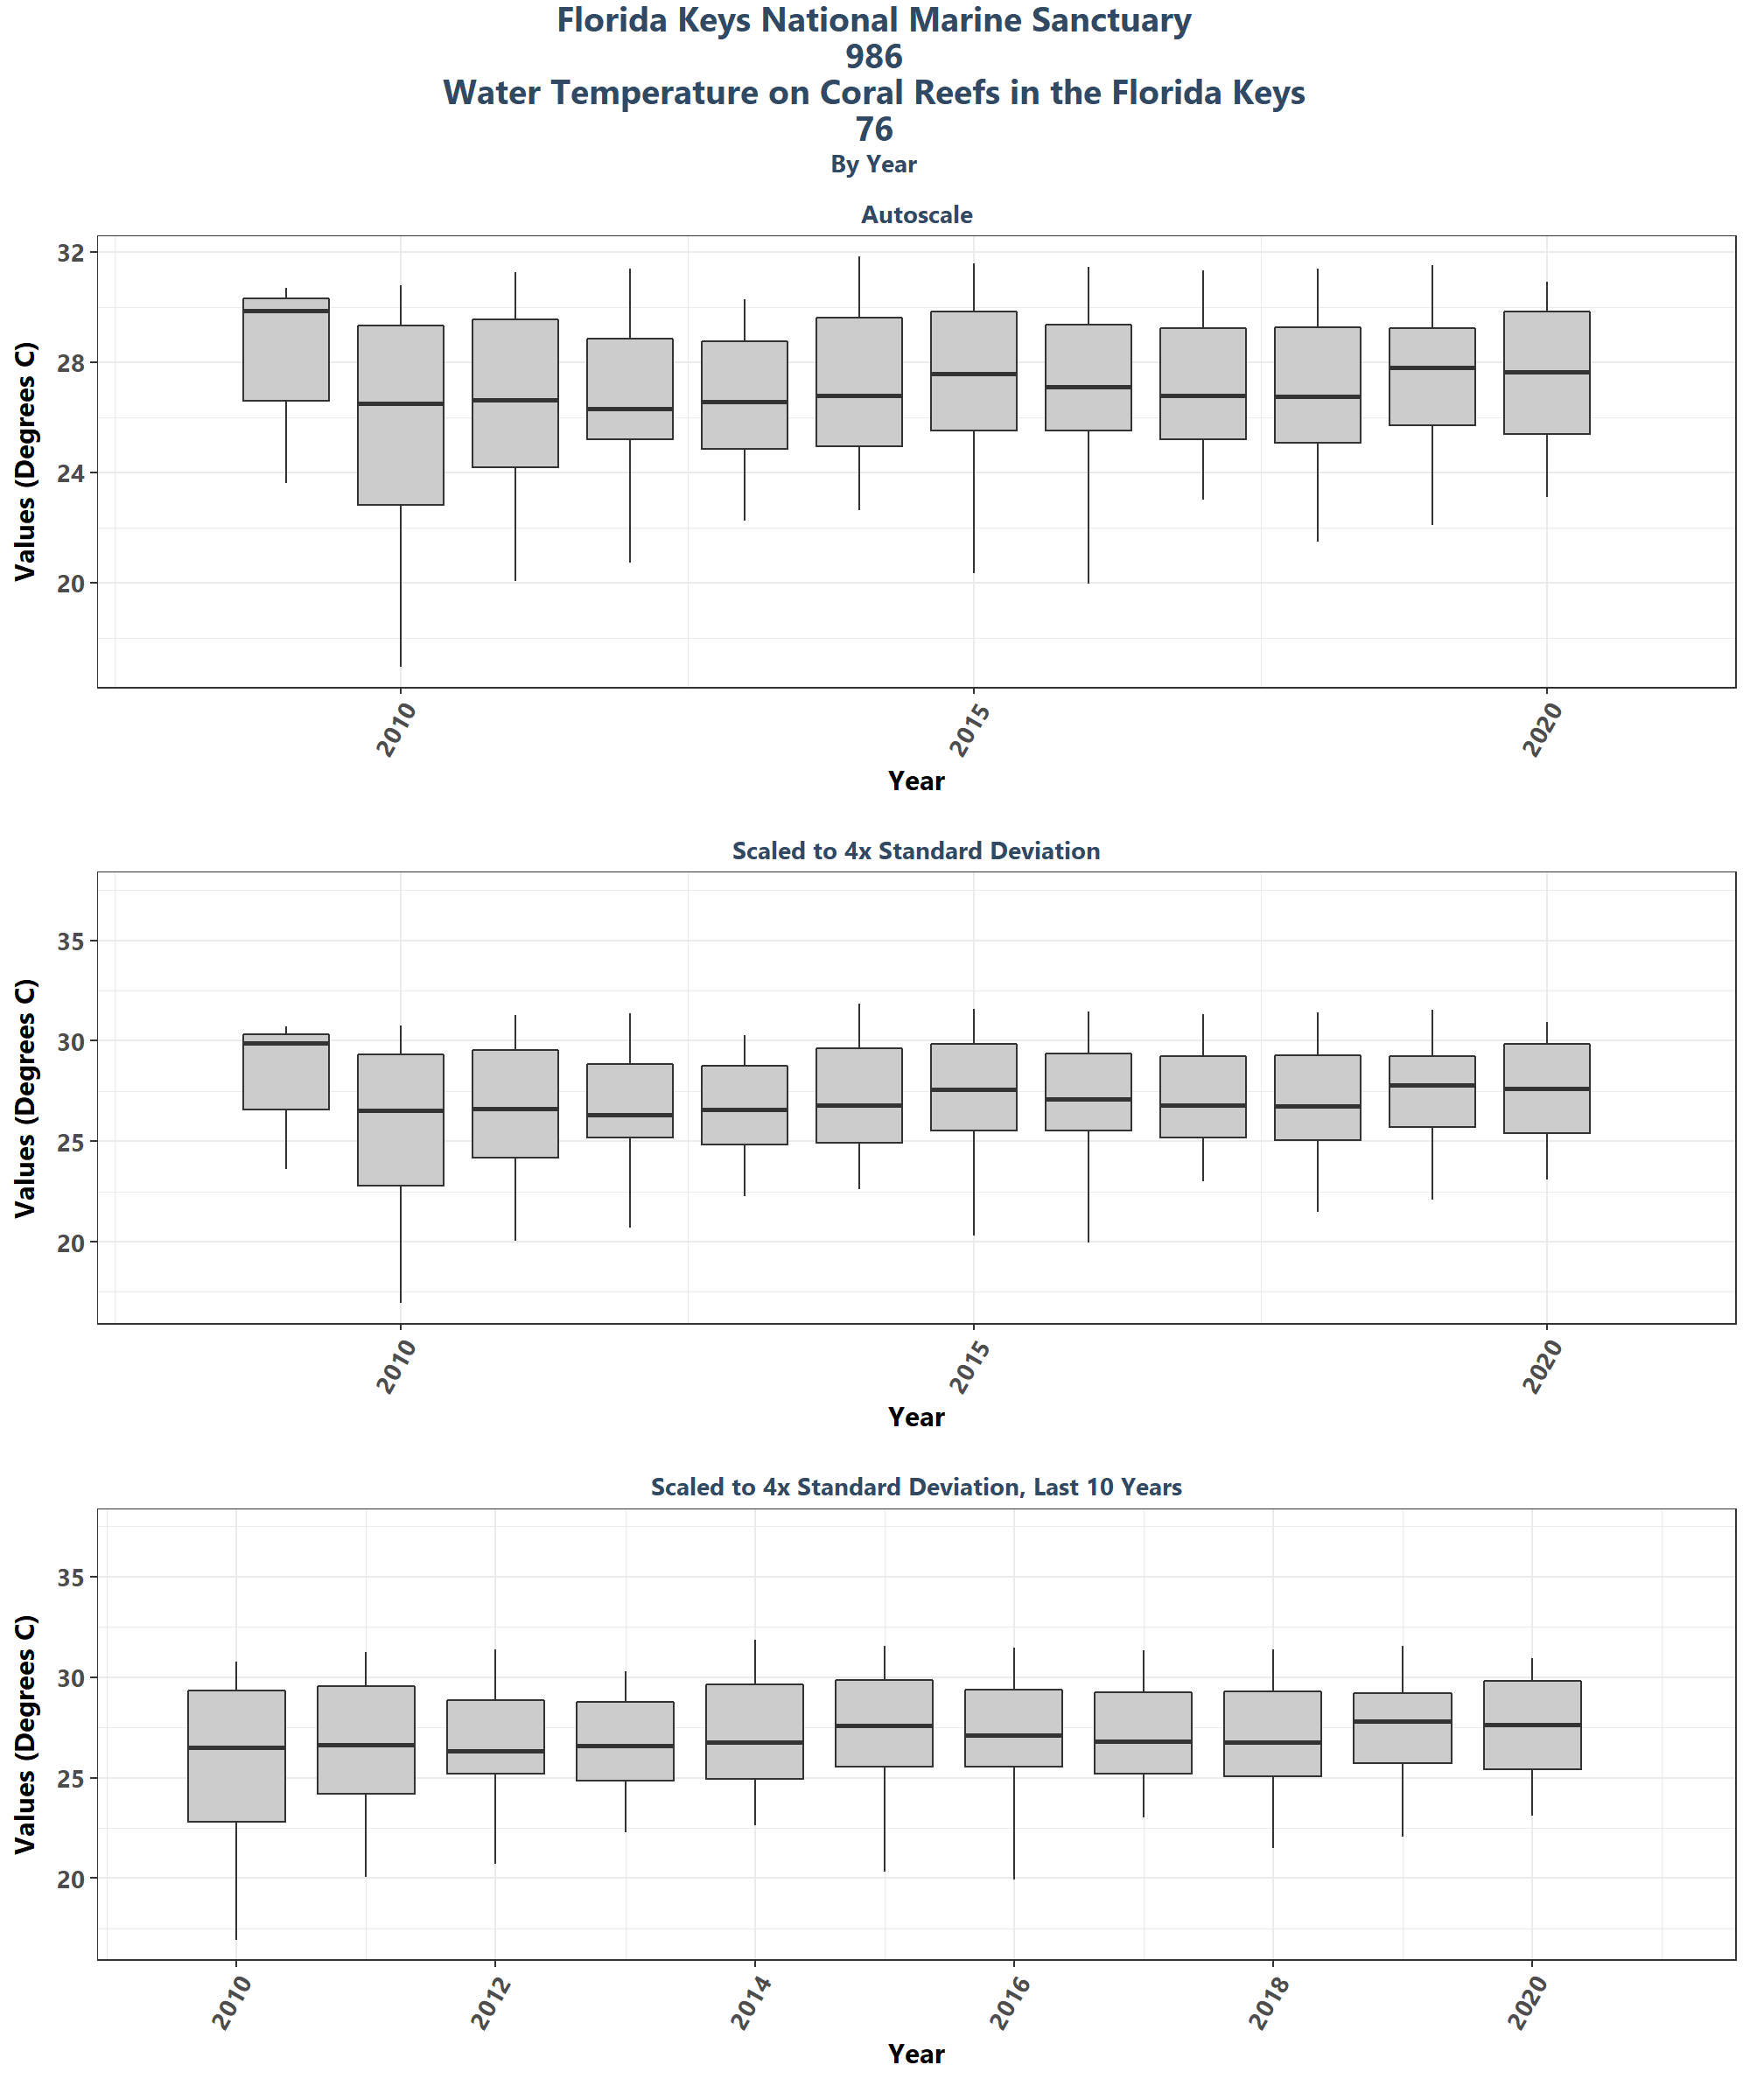 Florida Keys National Marine Sanctuary
986
Water Temperature on Coral Reefs in the Florida Keys
76
By Year
Autoscale
Values (Degrees C)
32
28
24
20
2010
2015
2020
Year
Scaled to 4x Standard Deviation
Values (Degrees C)
35
30
25
20
2010
2015
2020
Year
Scaled to 4x Standard Deviation, Last 10 Years
Values (Degrees C)
35
30
25
20
2010
2012
2014
2016
2018
2020
Year